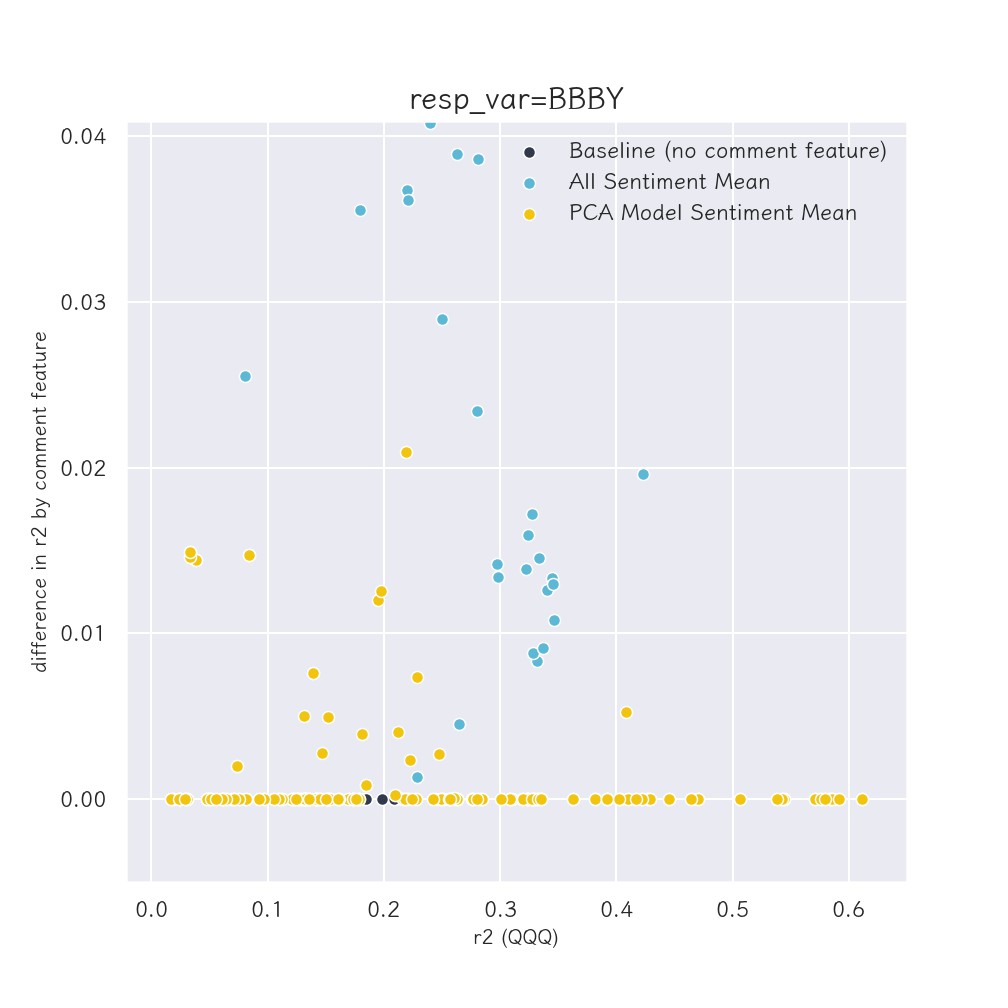 resp_var=BBBY
0.04
0.03
0.02
0.01
0.00
difference in r2 by comment feature
Baseline (no comment feature)
All Sentiment Mean
PCA Model Sentiment Mean
0.0 0.1 0.2 0.3 0.4 0.5 0.6
r2 (QQQ)